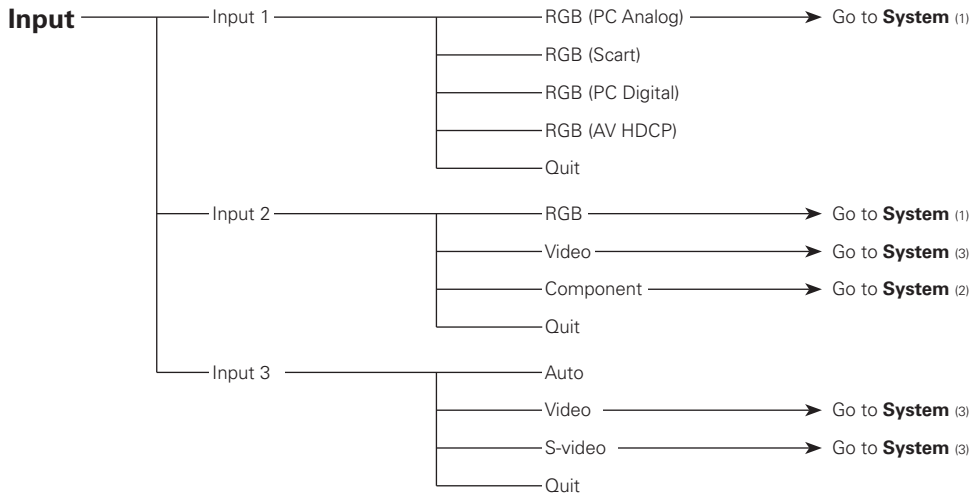 Input Input 1 RGB (PC Analog) Go to System (1)
RGB (Scart)
RGB (PC Digital)
RGB (AV HDCP)
Quit
Input 2 RGB Go to System (1)
Video Go to System (3)
Component Go to System (2)
Quit
Input 3 Auto
Video Go to System (3)
S-video Go to System (3)
Quit